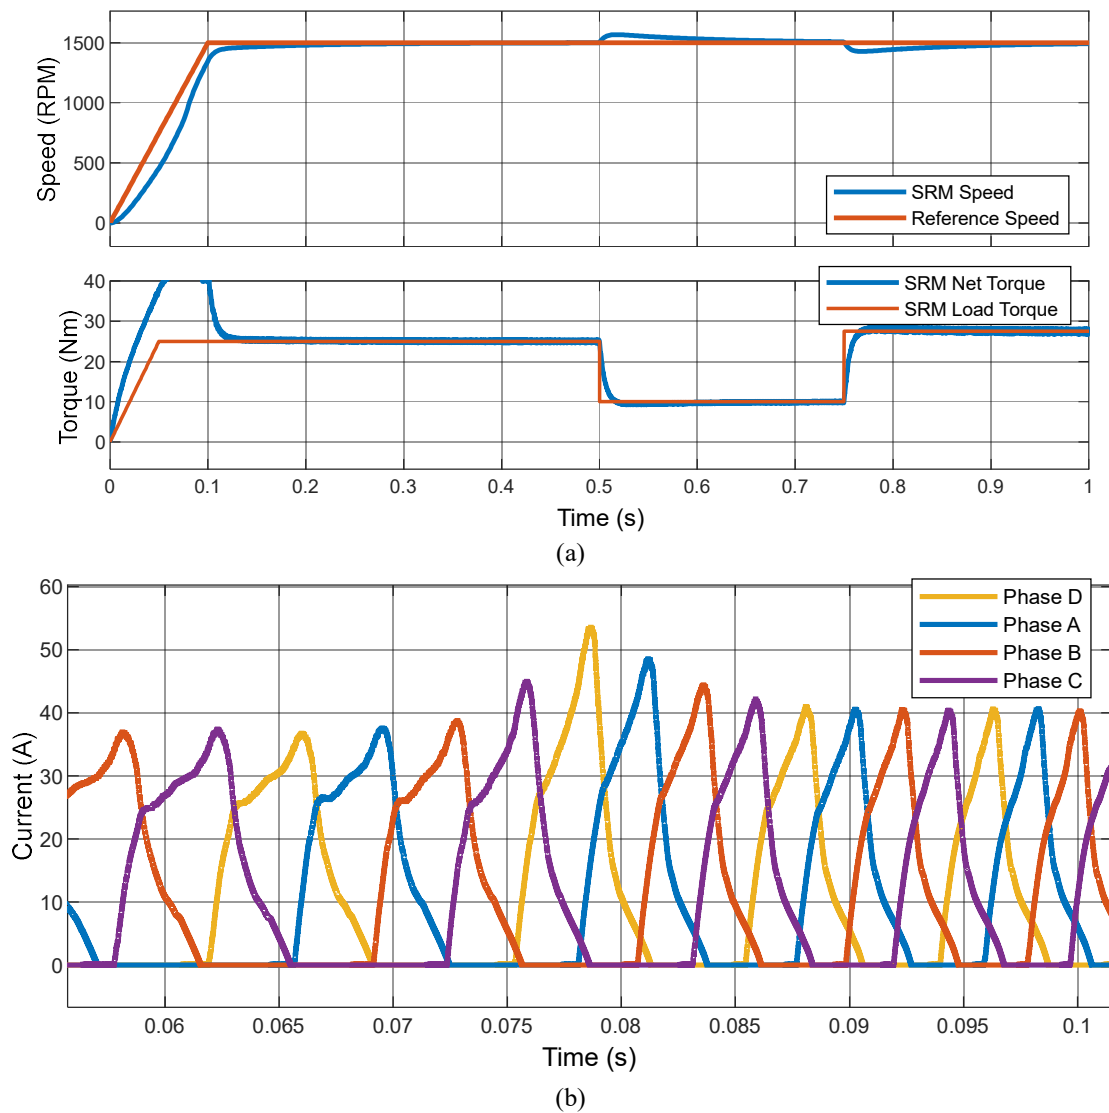 1500
1000
500
0
Speed (RPM)
SRM Speed
Reference Speed
40
30
20
10
0
Torque (Nm)
SRM Net Torque
SRM Load Torque
0 0.1 0.2 0.3 0.4 0.5 0.6 0.7 0.8 0.9 1
Time (s)
(a)
60
50
40
30
20
10
0
Current (A)
Phase D
Phase A
Phase B
Phase C
0.06 0.065 0.07 0.075 0.08 0.085 0.09 0.095 0.1
Time (s)
(b)